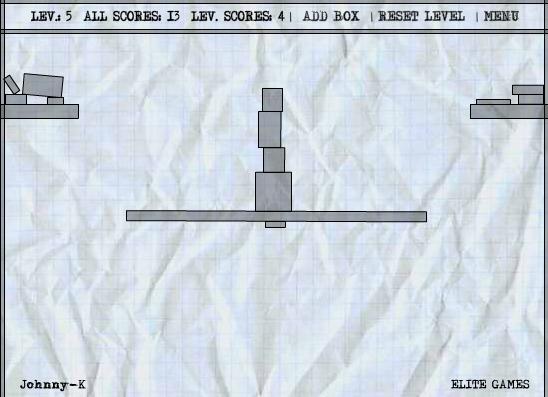 LEV.: 5 ALL SCORES: 13 LEV. SCORES: 4 | ADD BOX | RESET LEVEL | MENU
Johnny-K ELITE GAMES